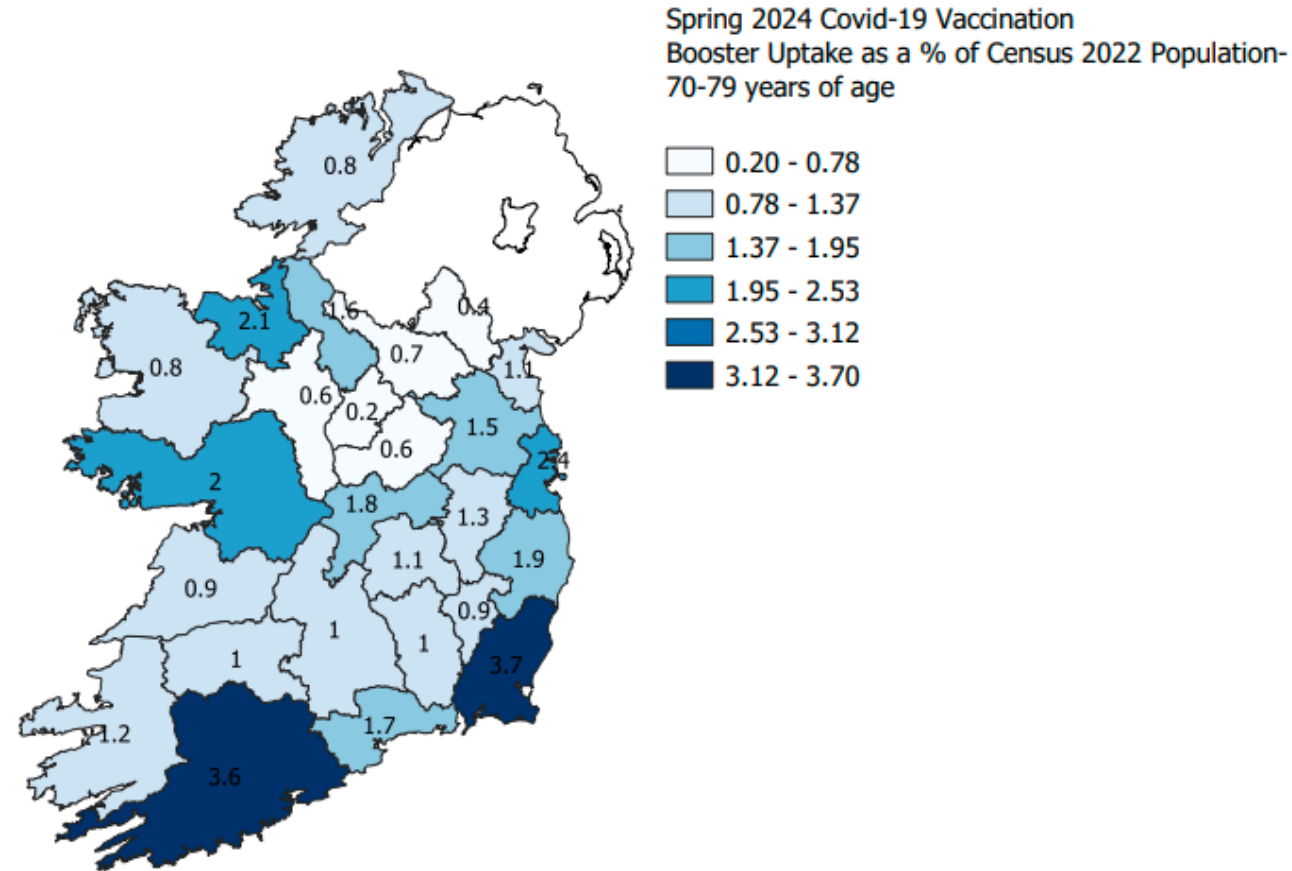 Spring 2024 Covid-19 Vaccination
Booster Uptake as a % of Census 2022 Population-
70-79 years of age
0.20 - 0.78
0.78 - 1.37
1.37 - 1.95
1.95 - 2.53
2.53 - 3.12
3.12 - 3.70
0.8
1.6
0.4
2.1
0.7
0.8
1.1
0.6
0.2
1.5
0.6
2.4
2
1.8
1.3
1.1
1.9
0.9
0.9
1
1
1
3.7
1.7
1.2
3.6